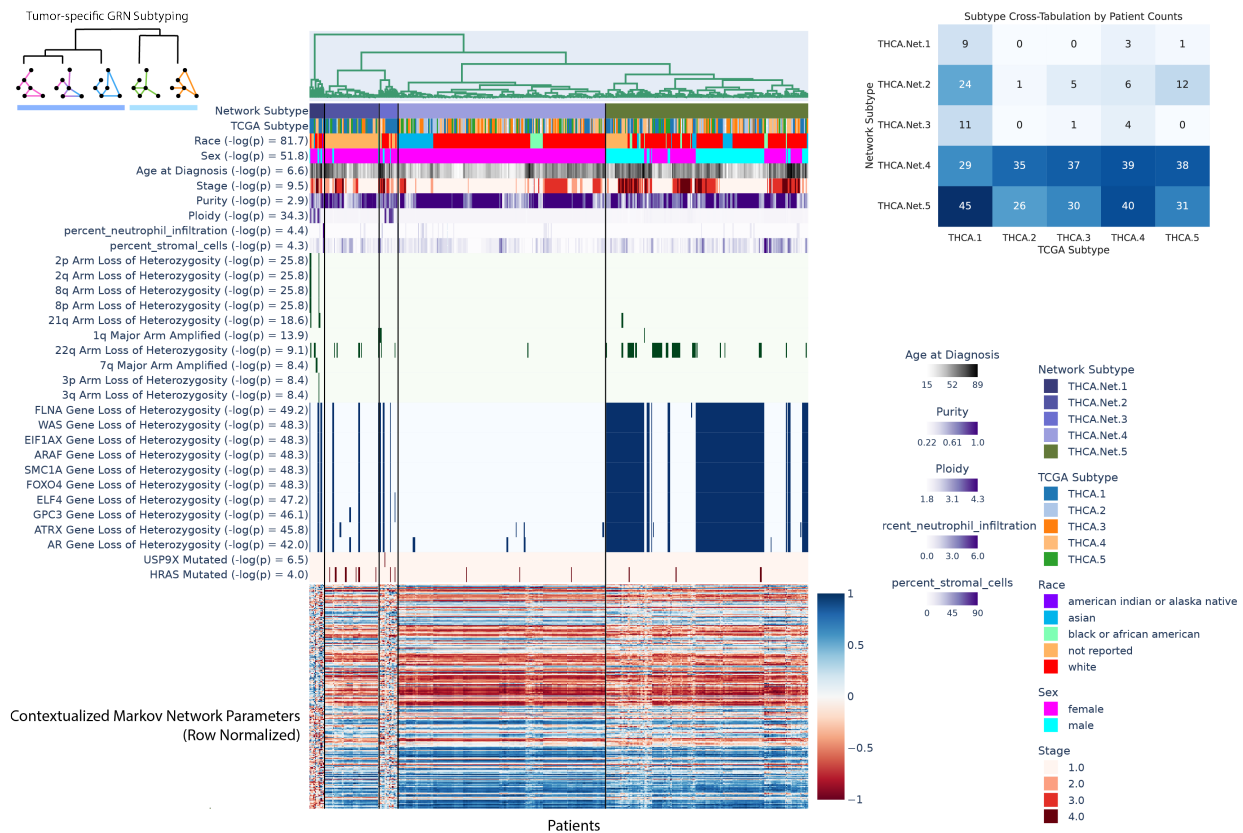 Tumor-specific GRN Subtyping
Network Subtype
TCGA Subtype
Race (-log(p) = 81.7)
Sex (-log(p) = 51.8)
Age at Diagnosis (-log(p) = 6.6)
Stage (-log(p) = 9.5)
Purity (-log(p) = 2.9)
Ploidy (-log(p) = 34.3)
percent_neutrophil_infiltration (-log(p) = 4.4)
percent_stromal_cells (-log(p) = 4.3)
2p Arm Loss of Heterozygosity (-log(p) = 25.8)
2q Arm Loss of Heterozygosity (-log(p) = 25.8)
8q Arm Loss of Heterozygosity (-log(p) = 25.8)
8p Arm Loss of Heterozygosity (-log(p) = 25.8)
21q Arm Loss of Heterozygosity (-log(p) = 18.6)
1q Major Arm Amplified (-log(p) = 13.9)
22q Arm Loss of Heterozygosity (-log(p) = 9.1)
7q Major Arm Amplified (-log(p) = 8.4)
3p Arm Loss of Heterozygosity (-log(p) = 8.4)
3q Arm Loss of Heterozygosity (-log(p) = 8.4)
FLNA Gene Loss of Heterozygosity (-log(p) = 49.2)
WAS Gene Loss of Heterozygosity (-log(p) = 48.3)
EIF1AX Gene Loss of Heterozygosity (-log(p) = 48.3)
ARAF Gene Loss of Heterozygosity (-log(p) = 48.3)
SMC1A Gene Loss of Heterozygosity (-log(p) = 48.3)
FOXO4 Gene Loss of Heterozygosity (-log(p) = 48.3)
ELF4 Gene Loss of Heterozygosity (-log(p) = 47.2)
GPC3 Gene Loss of Heterozygosity (-log(p) = 46.1)
ATRX Gene Loss of Heterozygosity (-log(p) = 45.8)
AR Gene Loss of Heterozygosity (-log(p) = 42.0)
USP9X Mutated (-log(p) = 6.5)
HRAS Mutated (-log(p) = 4.0)
Contextualized Markov Network Parameters
(Row Normalized)
Patients
1
0.5
0
−0.5
−1
Subtype Cross-Tabulation by Patient Counts
Network Subtype
THCA.Net.1 9 0 0 3 1
THCA.Net.2 24 1 5 6 12
THCA.Net.3 11 0 1 4 0
THCA.Net.4 29 35 37 39 38
THCA.Net.5 45 26 30 40 31
THCA.1 THCA.2 THCA.3 THCA.4 THCA.5
TCGA Subtype
Age at Diagnosis
15 52 89
Purity
0.22 0.61 1.0
Ploidy
1.8 3.1 4.3
rcent_neutrophil_infiltration
0.0 3.0 6.0
percent_stromal_cells
0 45 90
Network Subtype
THCA.Net.1
THCA.Net.2
THCA.Net.3
THCA.Net.4
THCA.Net.5
TCGA Subtype
THCA.1
THCA.2
THCA.3
THCA.4
THCA.5
Race
american indian or alaska native
asian
black or african american
not reported
white
Sex
female
male
Stage
1.0
2.0
3.0
4.0